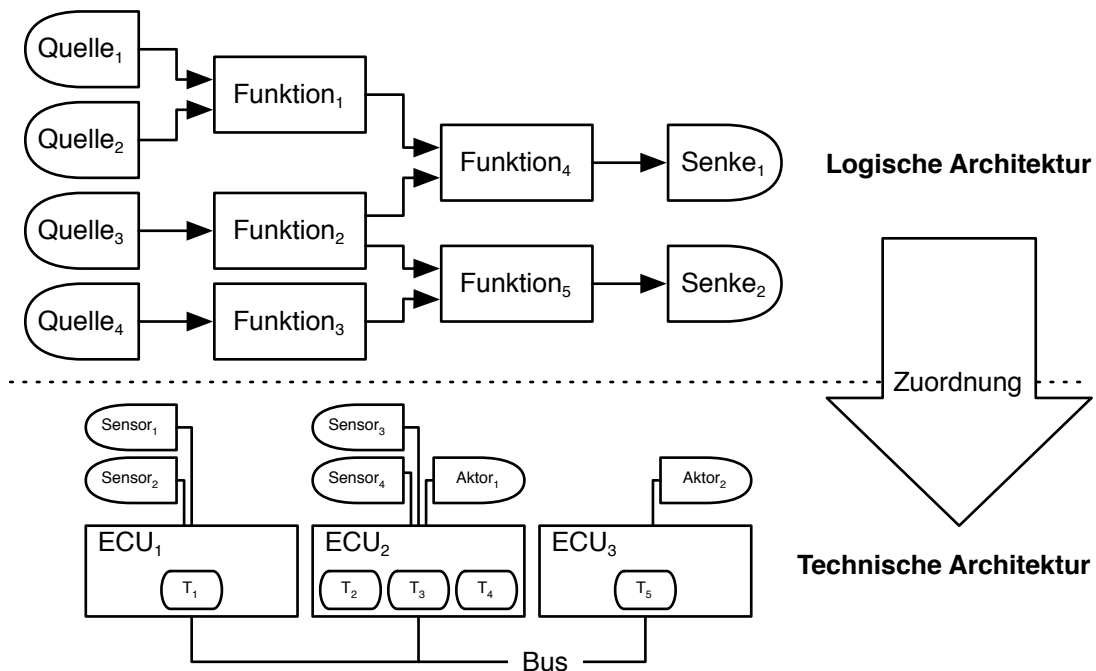 Quelle₁
Quelle₂
Quelle₃
Quelle₄
Funktion₁
Funktion₂
Funktion₃
Funktion₄
Funktion₅
Senke₁
Senke₂
Logische Architektur
Zuordnung
Sensor₁
Sensor₂
Sensor₃
Sensor₄
Aktor₁
Aktor₂
ECU₁
T₁
ECU₂
T₂ T₃ T₄
ECU₃
T₅
Technische Architektur
Bus